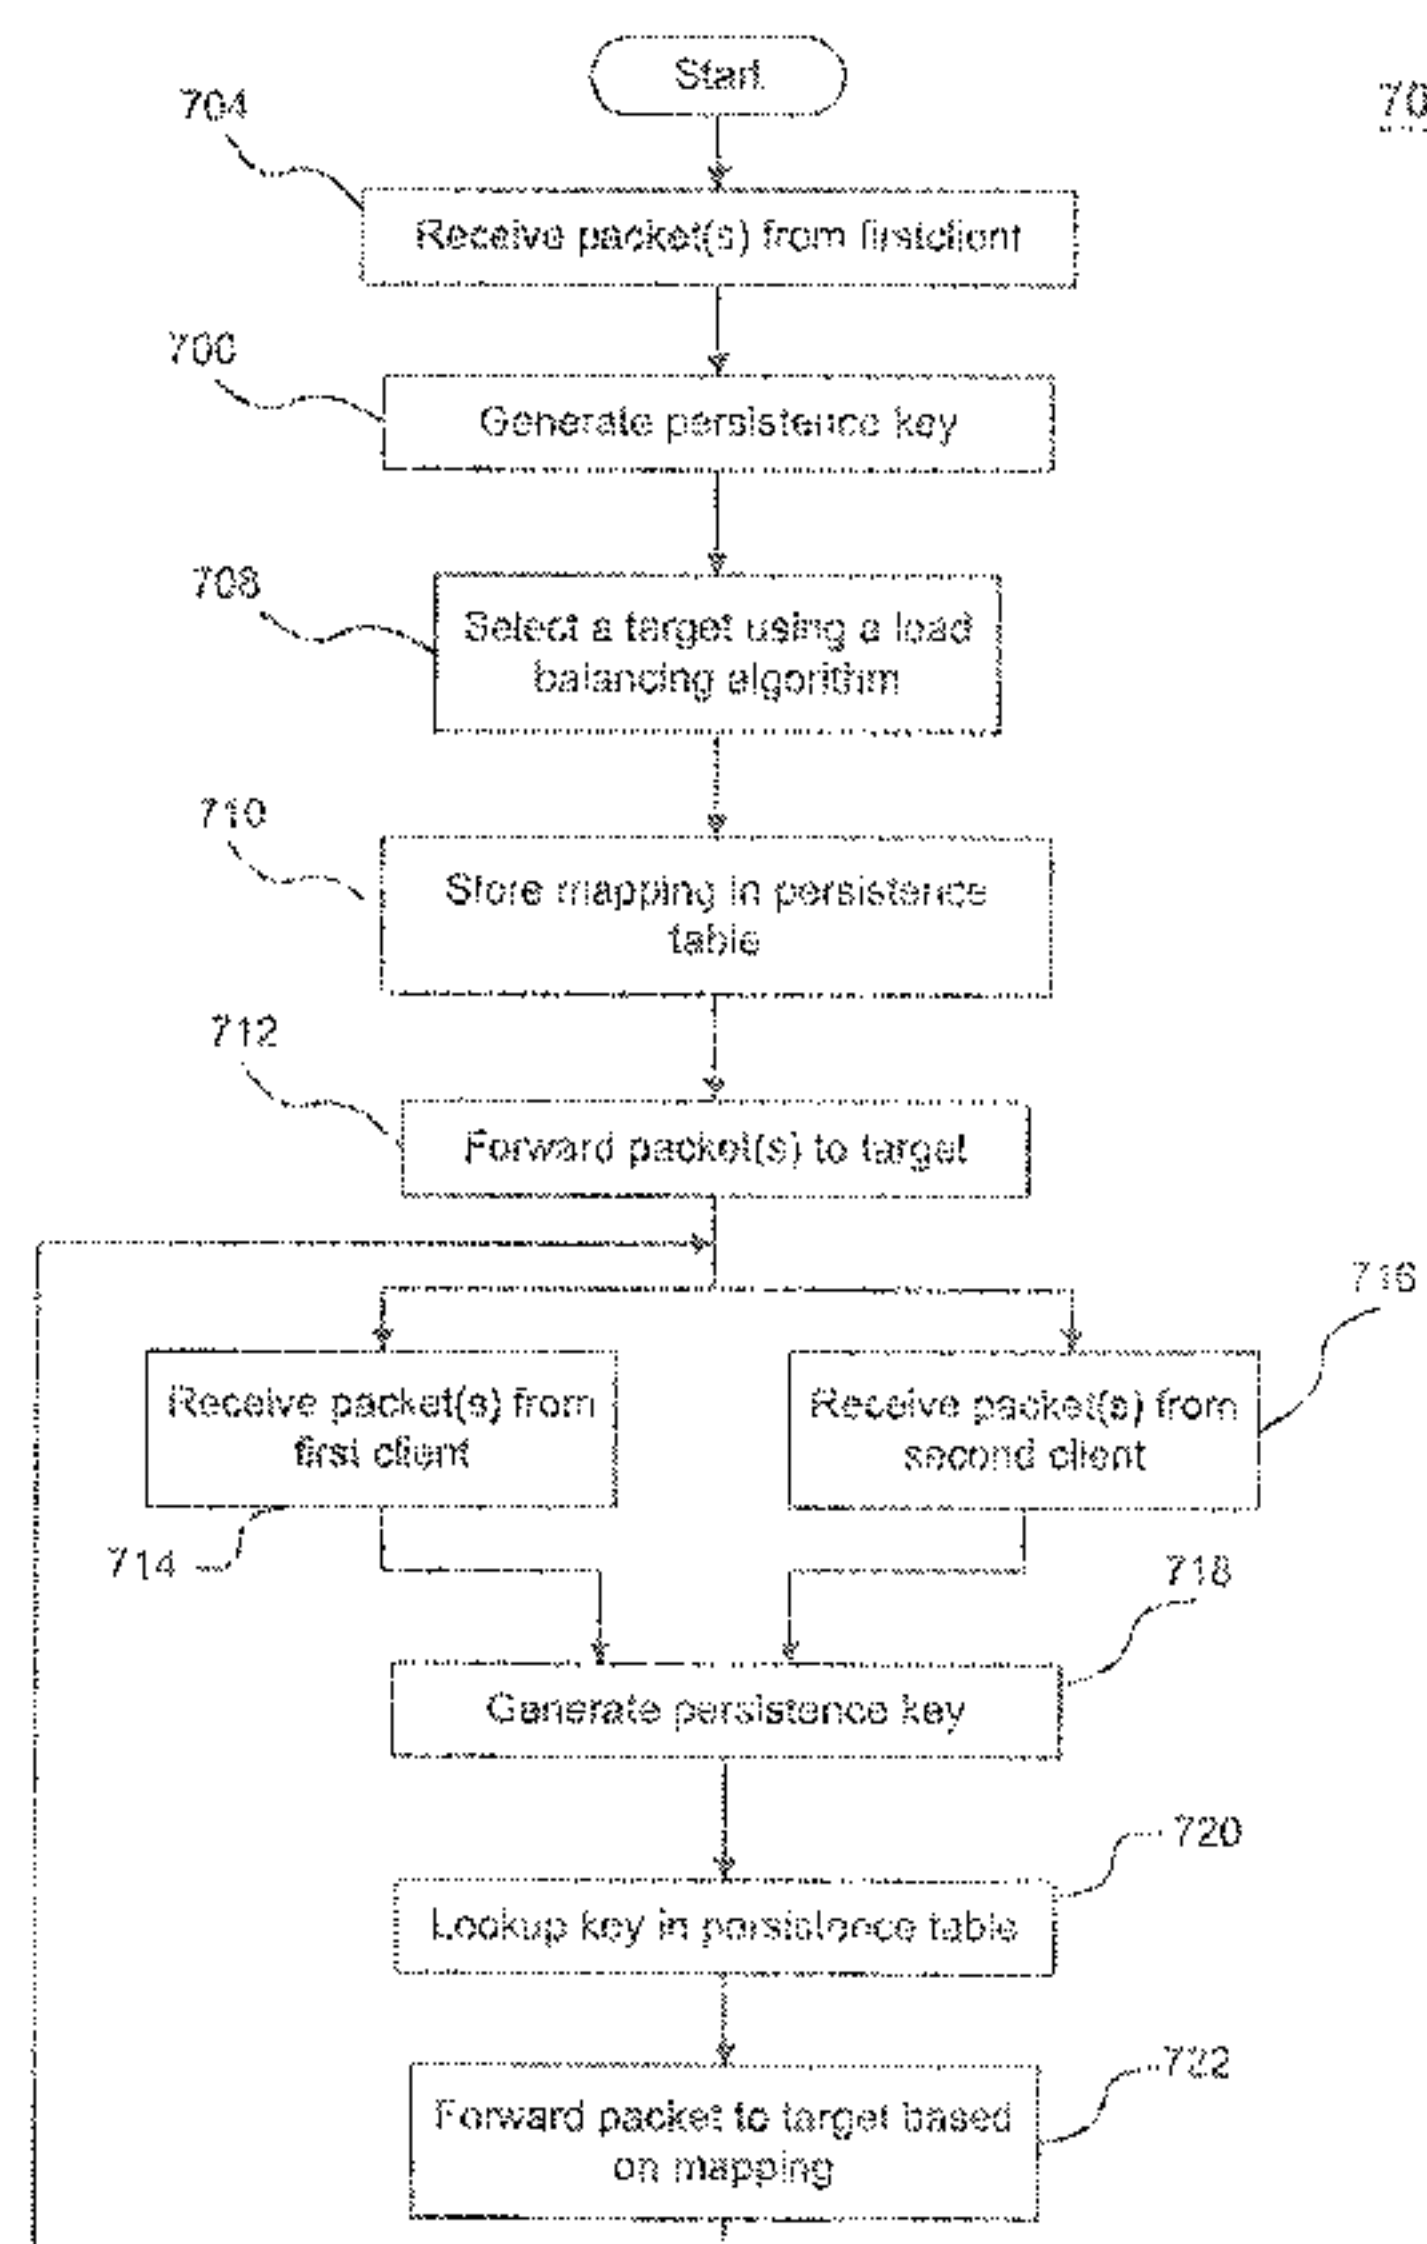 Start
704
70
Receive packet(s) from firstclient
706
Generate persistence key
708
Select a target using a load
balancing algorithm
710
Store mapping in persistence
table
712
Forward packet(s) to target
716
Receive packet(s) from
first client
Receive packet(s) from
second client
714
718
Generate persistence key
720
Lookup key in persistence table
722
Forward packet to target based
on mapping